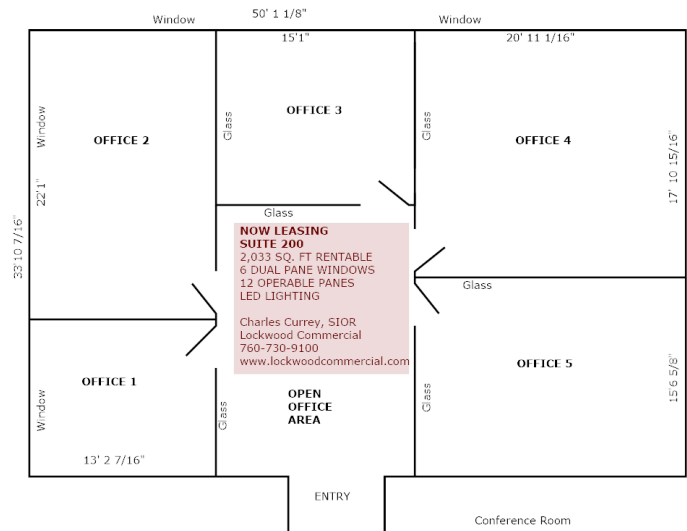 50' 1 1/8"
Window
Window
15'1"
20' 11 1/16"
Window
Glass
OFFICE 3
Glass
OFFICE 2
OFFICE 4
17' 10 15/16"
22'1"
33'10 7/16"
Glass
NOW LEASING
SUITE 200
2,033 SQ. FT RENTABLE
6 DUAL PANE WINDOWS
12 OPERABLE PANES
LED LIGHTING
Charles Currey, SIOR
Lockwood Commercial
760-730-9100
www.lockwoodcommercial.com
Glass
OFFICE 5
15'6 5/8"
OFFICE 1
Window
Glass
OPEN
OFFICE
AREA
Glass
13' 2 7/16"
ENTRY
Conference Room